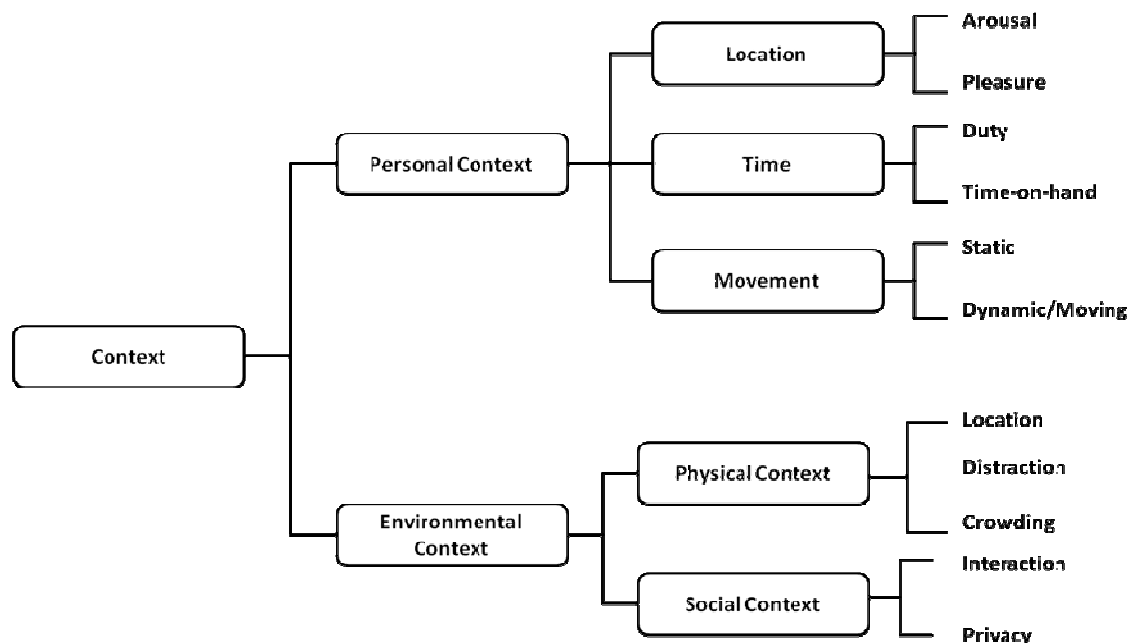 Context
Personal Context
Location
Arousal
Pleasure
Time
Duty
Time-on-hand
Movement
Static
Dynamic/Moving
Environmental
Context
Physical Context
Location
Distraction
Crowding
Social Context
Interaction
Privacy